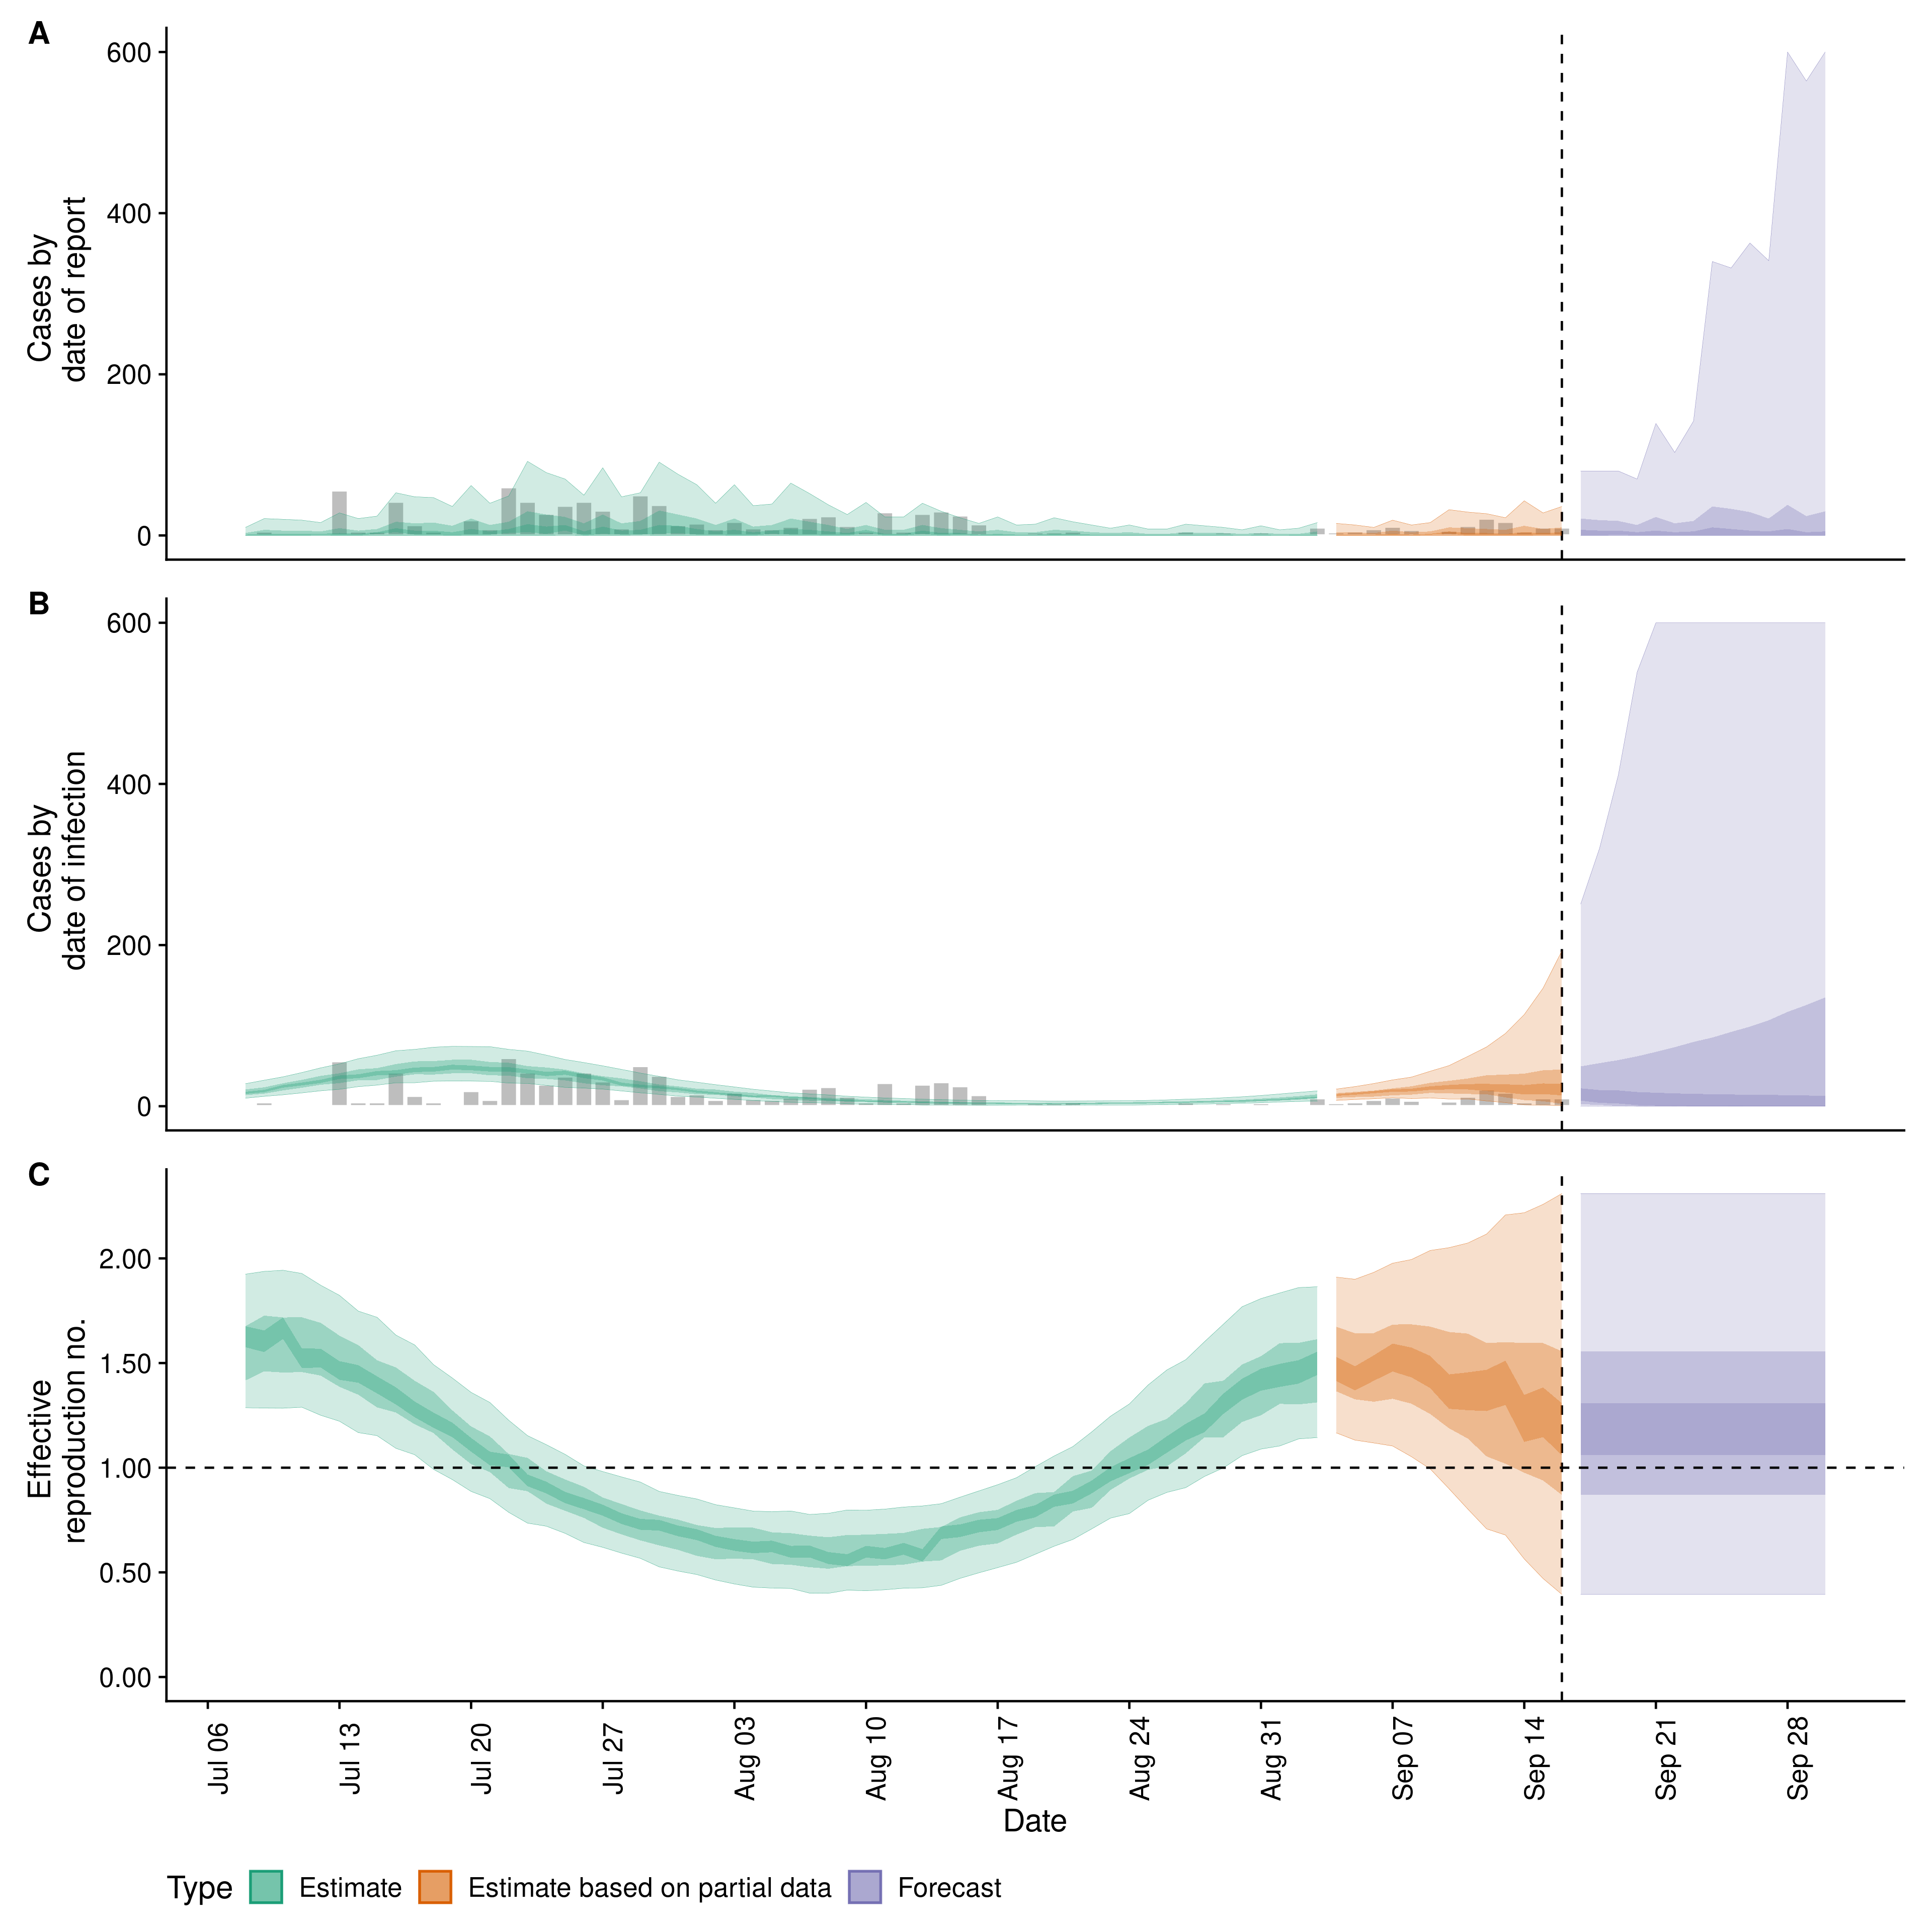 A
600
400
200
0
Cases by
date of report
B
600
400
200
0
Cases by
date of infection
C
2.00
1.50
1.00
0.50
0.00
Effective
reproduction no.
Jul 06
Jul 13
Jul 20
Jul 27
Aug 03
Aug 10
Aug 17
Aug 24
Aug 31
Sep 07
Sep 14
Sep 21
Sep 28
Date
Type Estimate Estimate based on partial data Forecast